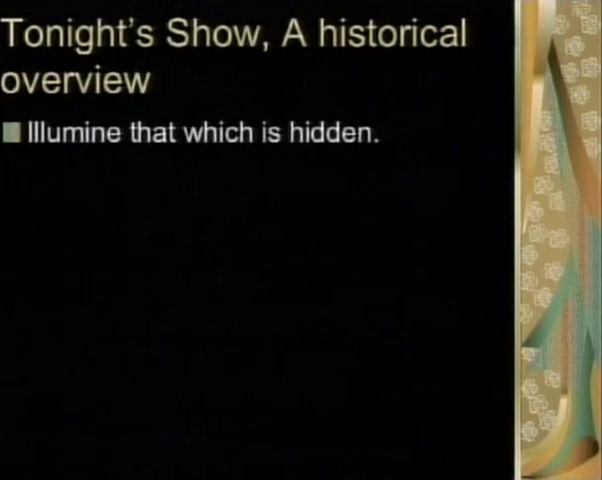 Tonight's Show, A historical
overview
Illumine that which is hidden.